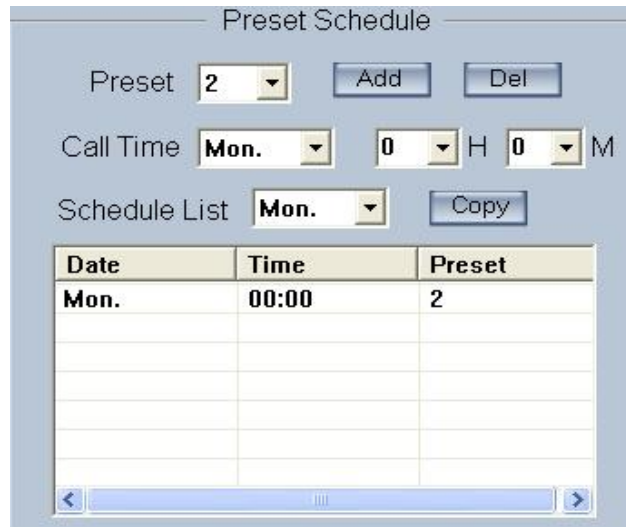 Preset Schedule
Preset 2 Add Del
Call Time Mon. 0 H 0 M
Schedule List Mon. Copy
Date Time Preset
Mon. 00:00 2